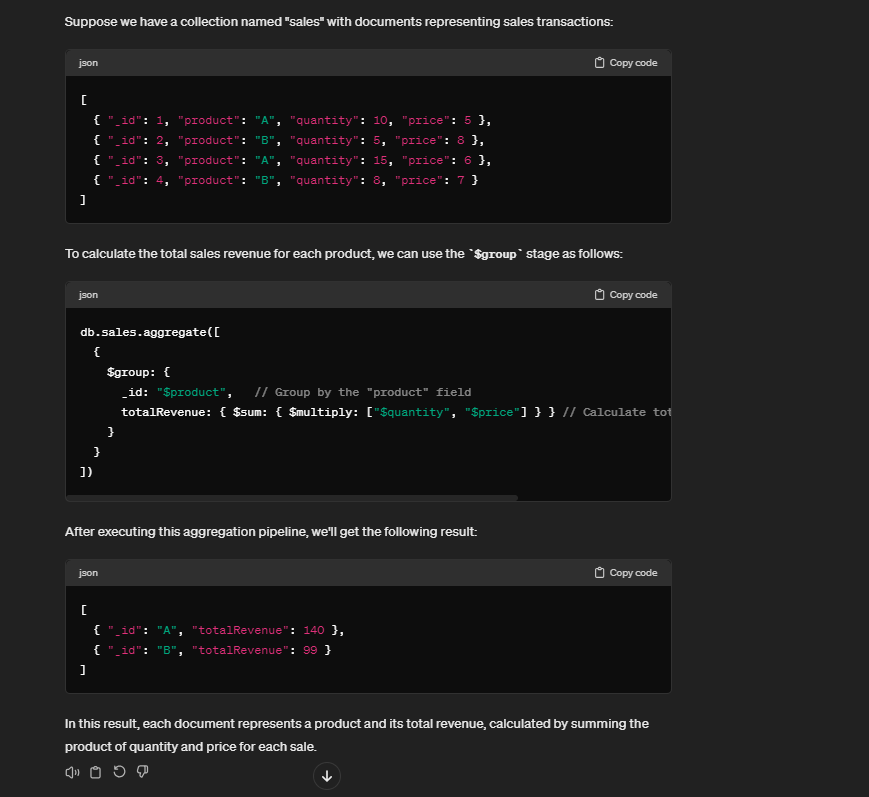 Suppose we have a collection named "sales" with documents representing sales transactions:
json
Copy code
[
  { "_id": 1, "product": "A", "quantity": 10, "price": 5 },
  { "_id": 2, "product": "B", "quantity": 5, "price": 8 },
  { "_id": 3, "product": "A", "quantity": 15, "price": 6 },
  { "_id": 4, "product": "B", "quantity": 8, "price": 7 }
]
To calculate the total sales revenue for each product, we can use the `$group` stage as follows:
json
Copy code
db.sales.aggregate([
  {
    $group: {
      _id: "$product",   // Group by the "product" field
      totalRevenue: { $sum: { $multiply: ["$quantity", "$price"] } } // Calculate tot
    }
  }
])
After executing this aggregation pipeline, we'll get the following result:
json
Copy code
[
  { "_id": "A", "totalRevenue": 140 },
  { "_id": "B", "totalRevenue": 99 }
]
In this result, each document represents a product and its total revenue, calculated by summing the
product of quantity and price for each sale.